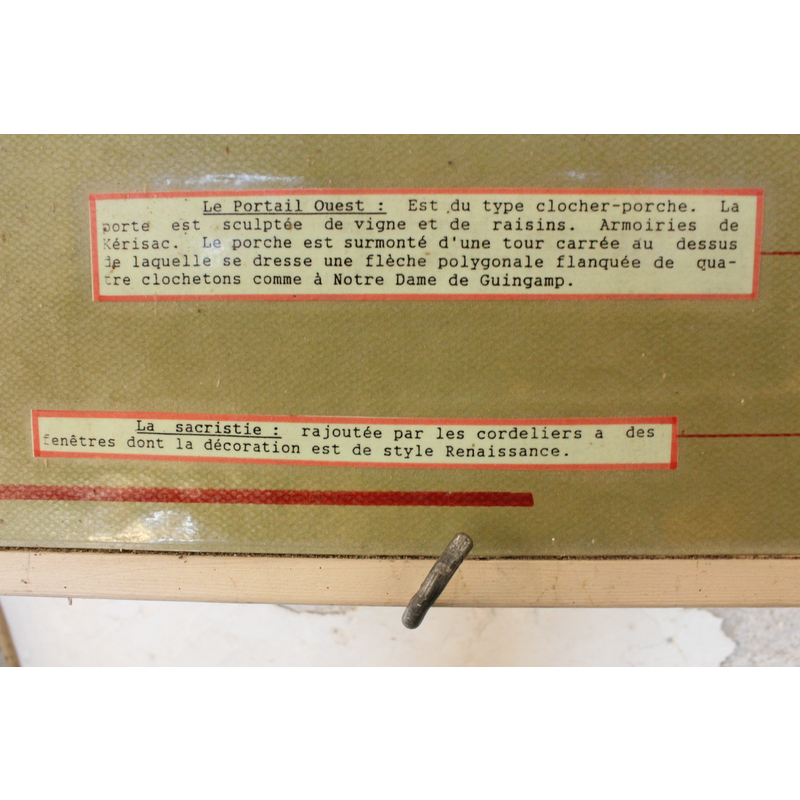 Le Portail Ouest : Est du type clocher-porche. La
porte est sculptée de vigne et de raisins. Armoiries de
Kérisac. Le porche est surmonté d'une tour carrée au dessus
de laquelle se dresse une flèche polygonale flanquée de qua-
tre clochetons comme à Notre Dame de Guingamp.
La sacristie : rajoutée par les cordeliers a des
fenêtres dont la décoration est de style Renaissance.